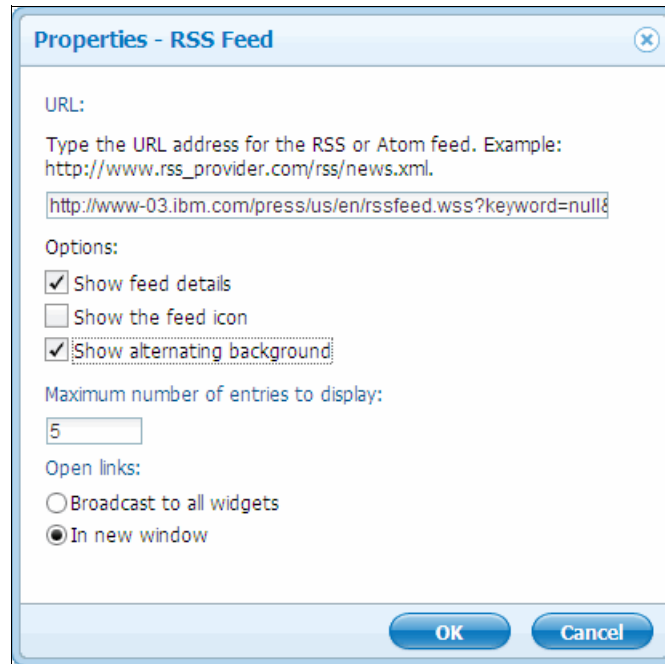 Properties - RSS Feed
URL:
Type the URL address for the RSS or Atom feed. Example:
http://www.rss_provider.com/rss/news.xml.
http://www-03.ibm.com/press/us/en/rssfeed.wss?keyword=null&
Options:
Show feed details
Show the feed icon
Show alternating background
Maximum number of entries to display:
5
Open links:
Broadcast to all widgets
In new window
OK Cancel